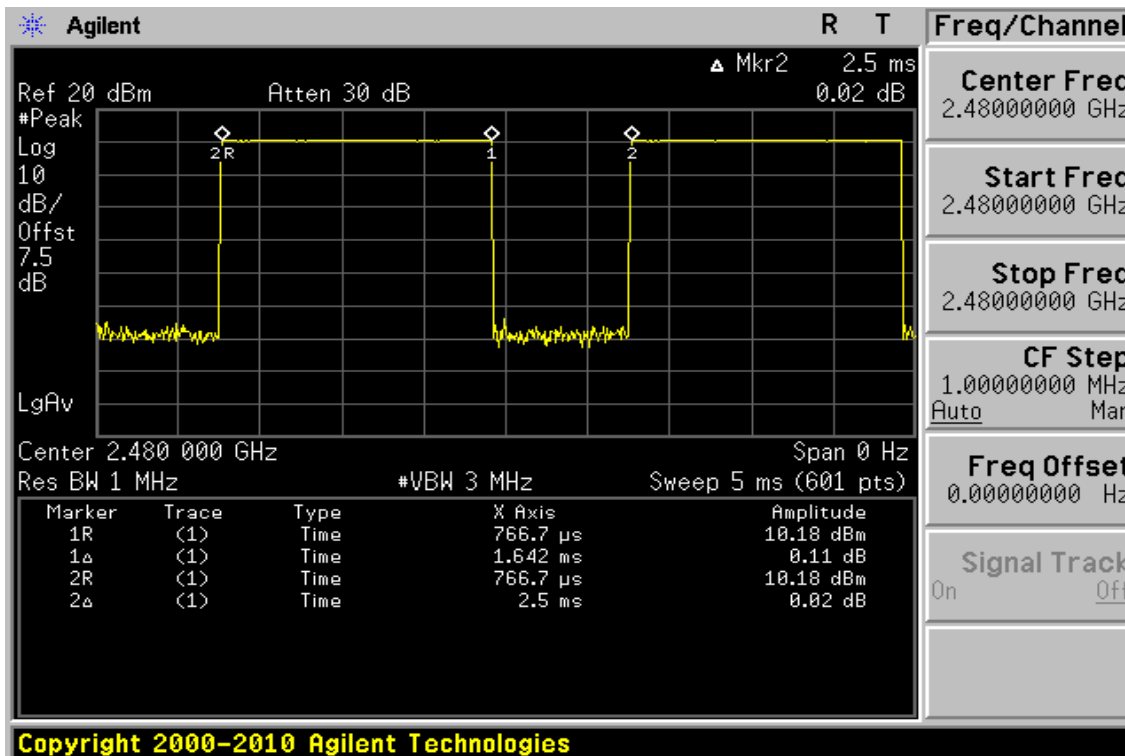 Agilent R T
Freq/Channel
Δ Mkr2 2.5 ms
Ref 20 dBm Atten 30 dB 0.02 dB
#Peak
Log
10
dB/
Offst
7.5
dB
LgAv
2R
1
2
Center 2.480 000 GHz Span 0 Hz
Res BW 1 MHz #VBW 3 MHz Sweep 5 ms (601 pts)
Marker Trace Type X Axis Amplitude
1R (1) Time 766.7 µs 10.18 dBm
1Δ (1) Time 1.642 ms 0.11 dB
2R (1) Time 766.7 µs 10.18 dBm
2Δ (1) Time 2.5 ms 0.02 dB
Center Freq
2.48000000 GHz
Start Freq
2.48000000 GHz
Stop Freq
2.48000000 GHz
CF Step
1.00000000 MHz
Auto Man
Freq Offset
0.00000000 Hz
Signal Track
On Off
Copyright 2000-2010 Agilent Technologies